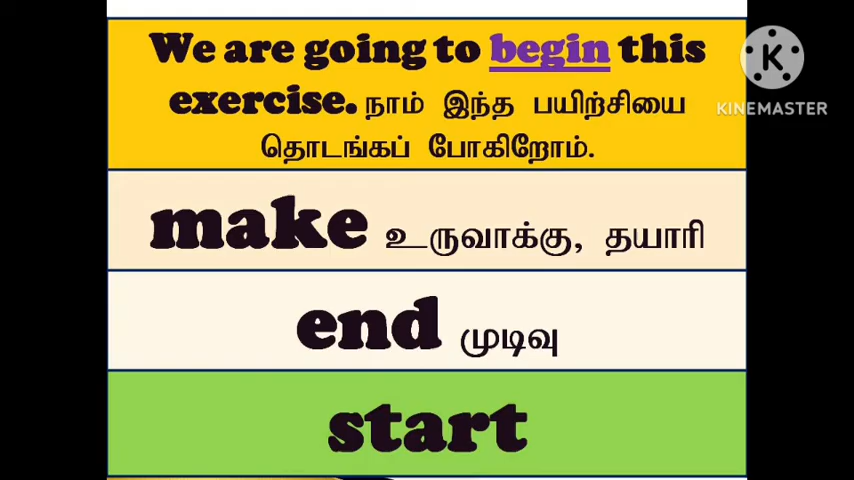 We are going to begin this
exercise. நாம் இந்த பயிற்சியை
தொடங்கப் போகிறோம்.
make உருவாக்கு, தயாரி
end முடிவு
start
KINEMASTER